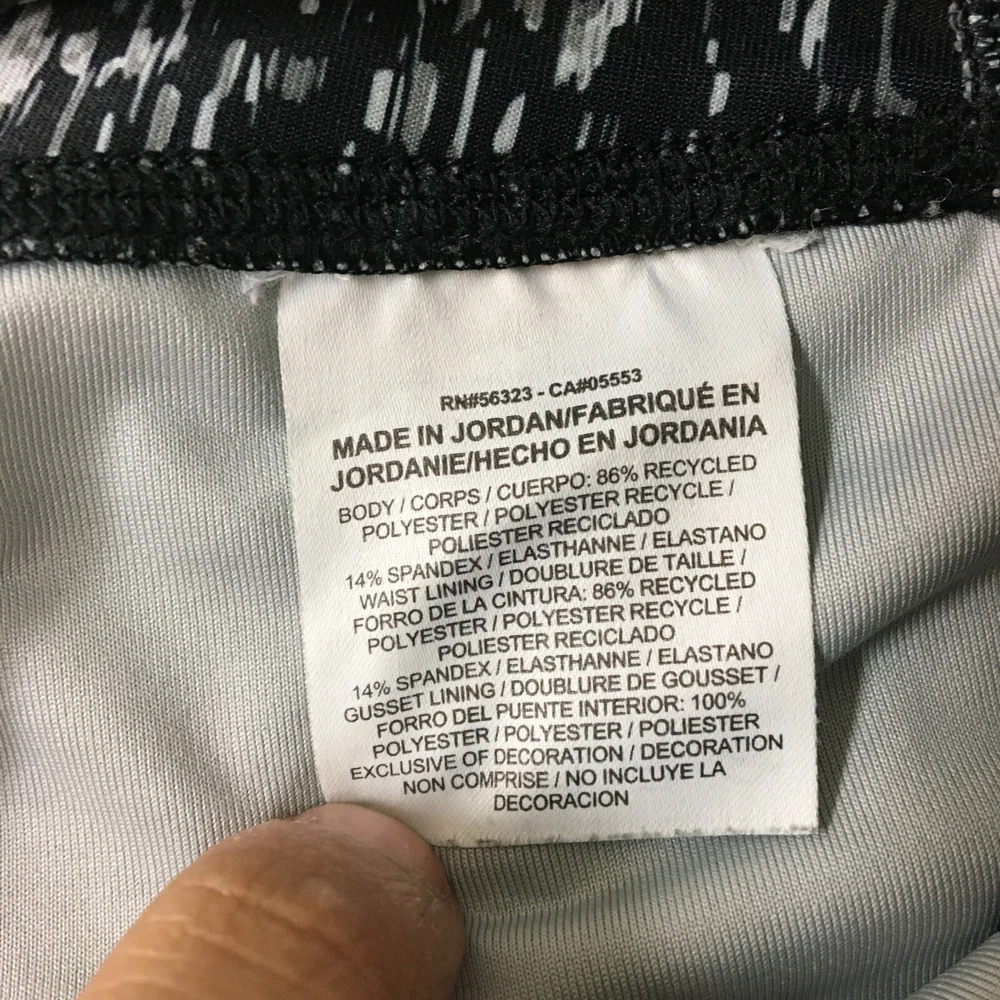 RN#56323 - CA#05553
MADE IN JORDAN/FABRIQUÉ EN
JORDANIE/HECHO EN JORDANIA
BODY / CORPS / CUERPO: 86% RECYCLED
POLYESTER / POLYESTER RECYCLE /
POLIESTER RECICLADO
14% SPANDEX / ELASTHANNE / ELASTANO
WAIST LINING / DOUBLURE DE TAILLE /
FORRO DE LA CINTURA: 86% RECYCLED
POLYESTER / POLYESTER RECYCLE /
POLIESTER RECICLADO
14% SPANDEX / ELASTHANNE / ELASTANO
GUSSET LINING / DOUBLURE DE GOUSSET /
FORRO DEL PUENTE INTERIOR: 100%
POLYESTER / POLYESTER / POLIESTER
EXCLUSIVE OF DECORATION / DECORATION
NON COMPRISE / NO INCLUYE LA
DECORACION